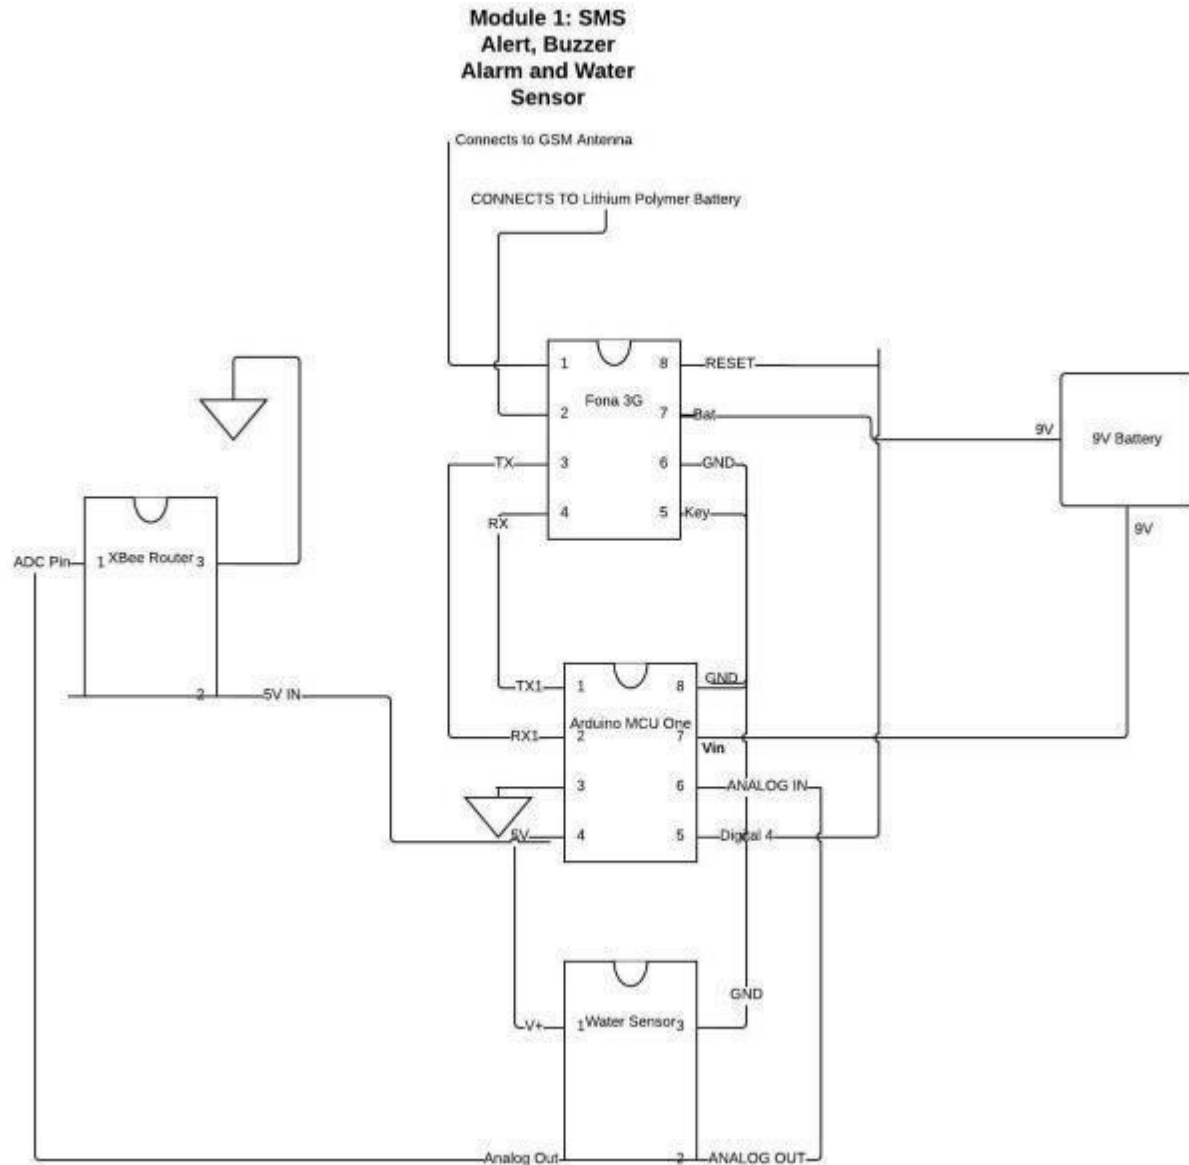 Module 1: SMS
Alert, Buzzer
Alarm and Water
Sensor
Connects to GSM Antenna
CONNECTS TO Lithium Polymer Battery
1
8
RESET
Fona 3G
2
7
Bat
9V
9V Battery
TX
3
6
GND
RX
4
5
Key
9V
ADC Pin
1
XBee Router
3
2
5V IN
TX1
1
8
GND
Arduino MCU One
RX1
2
7
Vin
3
6
ANALOG IN
5V
4
5
Digital 4
GND
V+
1
Water Sensor
3
Analog Out
2
ANALOG OUT